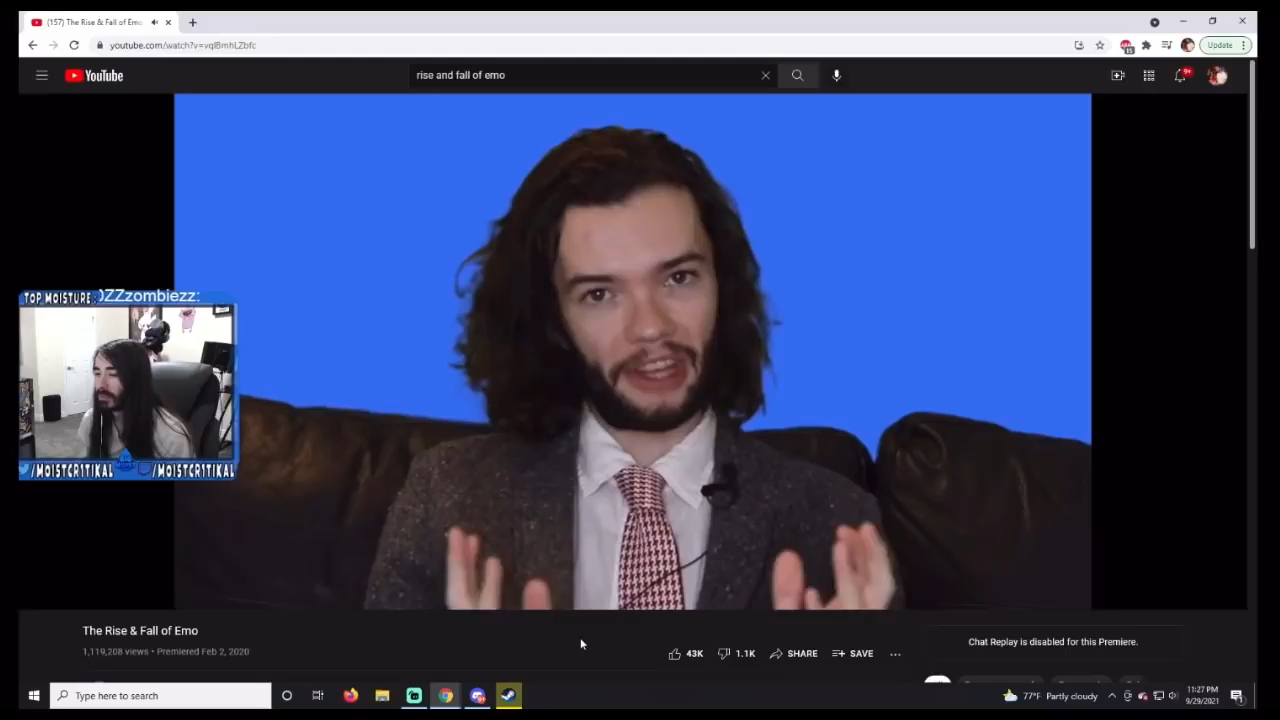 (157) The Rise & Fall of Emo
youtube.com/watch?v=vqlBmhLZbfc
Update
YouTube
rise and fall of emo
9+
TOP MOISTURE :
OZZzombiezz:
/MOISTCR1TIKAL
/MOISTCR1TIKAL
The Rise & Fall of Emo
1,119,208 views • Premiered Feb 2, 2020
43K
1.1K
SHARE
SAVE
Chat Replay is disabled for this Premiere.
Type here to search
77°F Partly cloudy
11:27 PM
9/29/2021